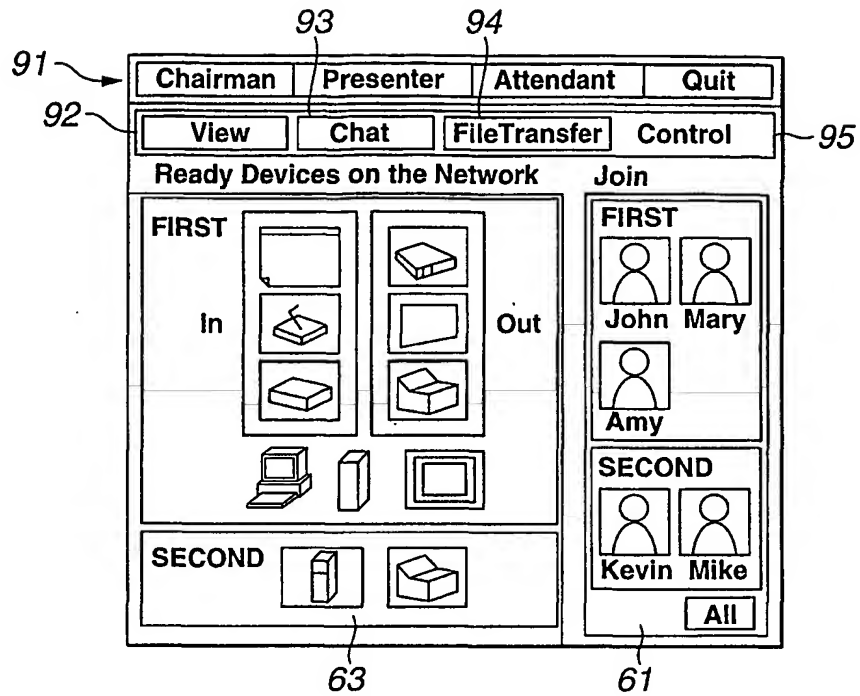 93 94
91 Chairman Presenter Attendant Quit
92 View Chat FileTransfer Control 95
Ready Devices on the Network Join
FIRST FIRST
In Out John Mary
Amy
SECOND
SECOND Kevin Mike
All
63 61